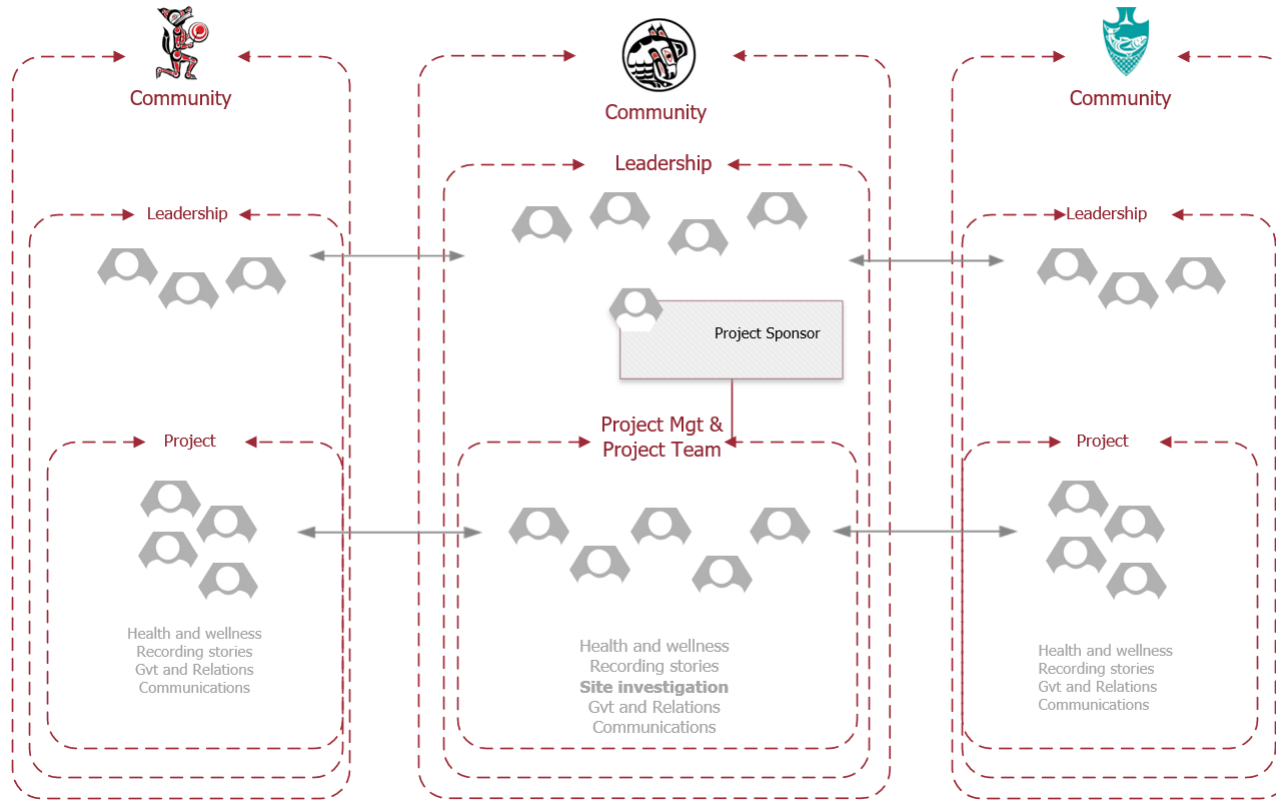 Community
Leadership
Project
Health and wellness
Recording stories
Gvt and Relations
Communications
Community
Leadership
Project Sponsor
Project Mgt &
Project Team
Health and wellness
Recording stories
Site investigation
Gvt and Relations
Communications
Community
Leadership
Project
Health and wellness
Recording stories
Gvt and Relations
Communications